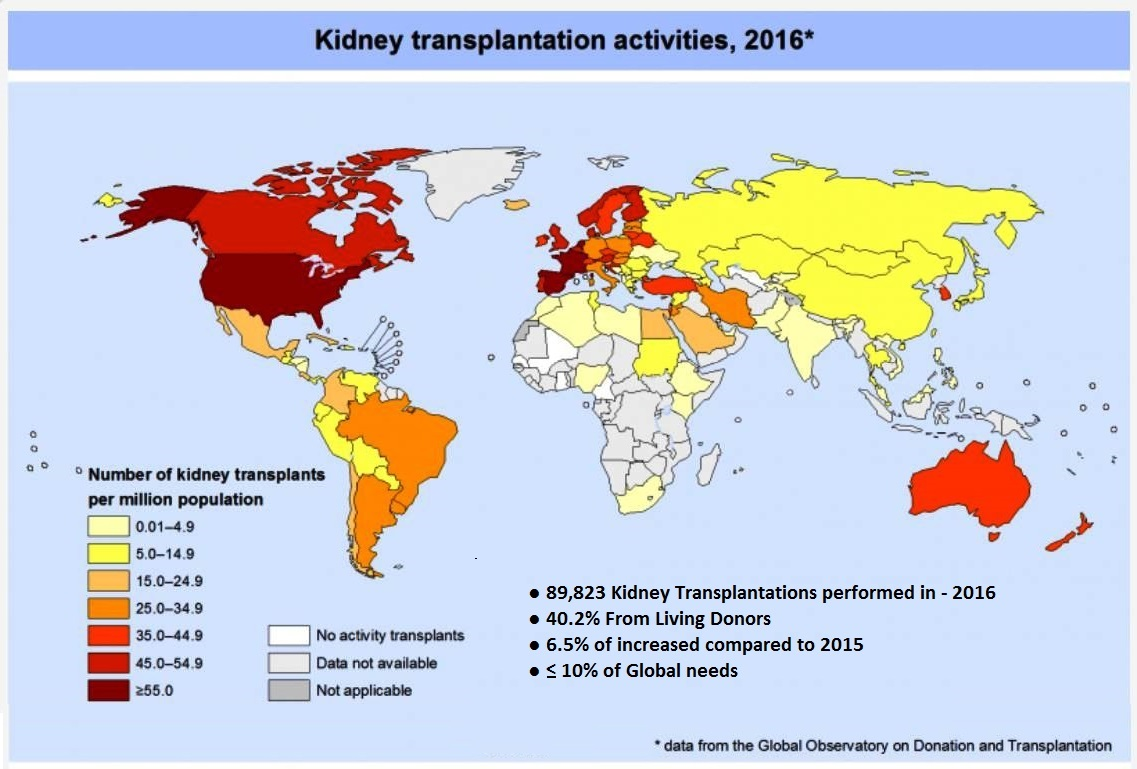 Kidney transplantation activities, 2016*
Number of kidney transplants
per million population
0.01–4.9
5.0–14.9
15.0–24.9
25.0–34.9
35.0–44.9
45.0–54.9
≥55.0
No activity transplants
Data not available
Not applicable
● 89,823 Kidney Transplantations performed in - 2016
● 40.2% From Living Donors
● 6.5% of increased compared to 2015
● ≤ 10% of Global needs
* data from the Global Observatory on Donation and Transplantation